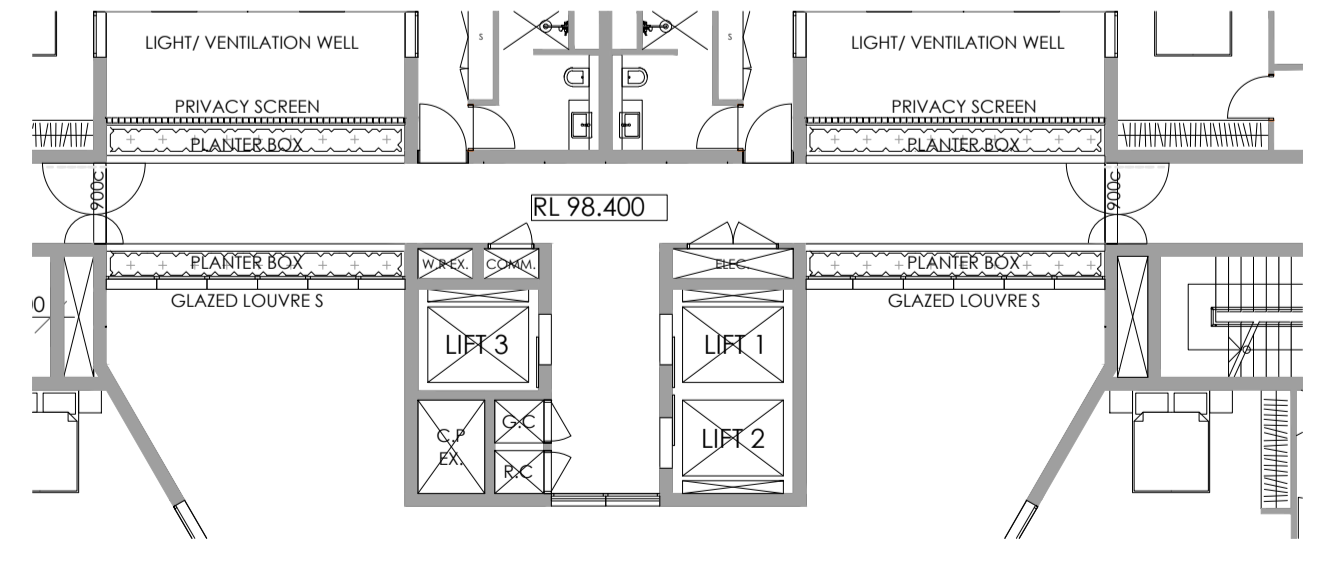 S
S
LIGHT/ VENTILATION WELL
LIGHT/ VENTILATION WELL
PRIVACY SCREEN
PRIVACY SCREEN
PLANTER BOX
PLANTER BOX
900c
900c
RL 98.400
PLANTER BOX
W.R.EX.
COMM.
ELEC.
PLANTER BOX
GLAZED LOUVRE S
GLAZED LOUVRE S
LIFT 3
LIFT 1
G.C
C.P
EX.
LIFT 2
R.C